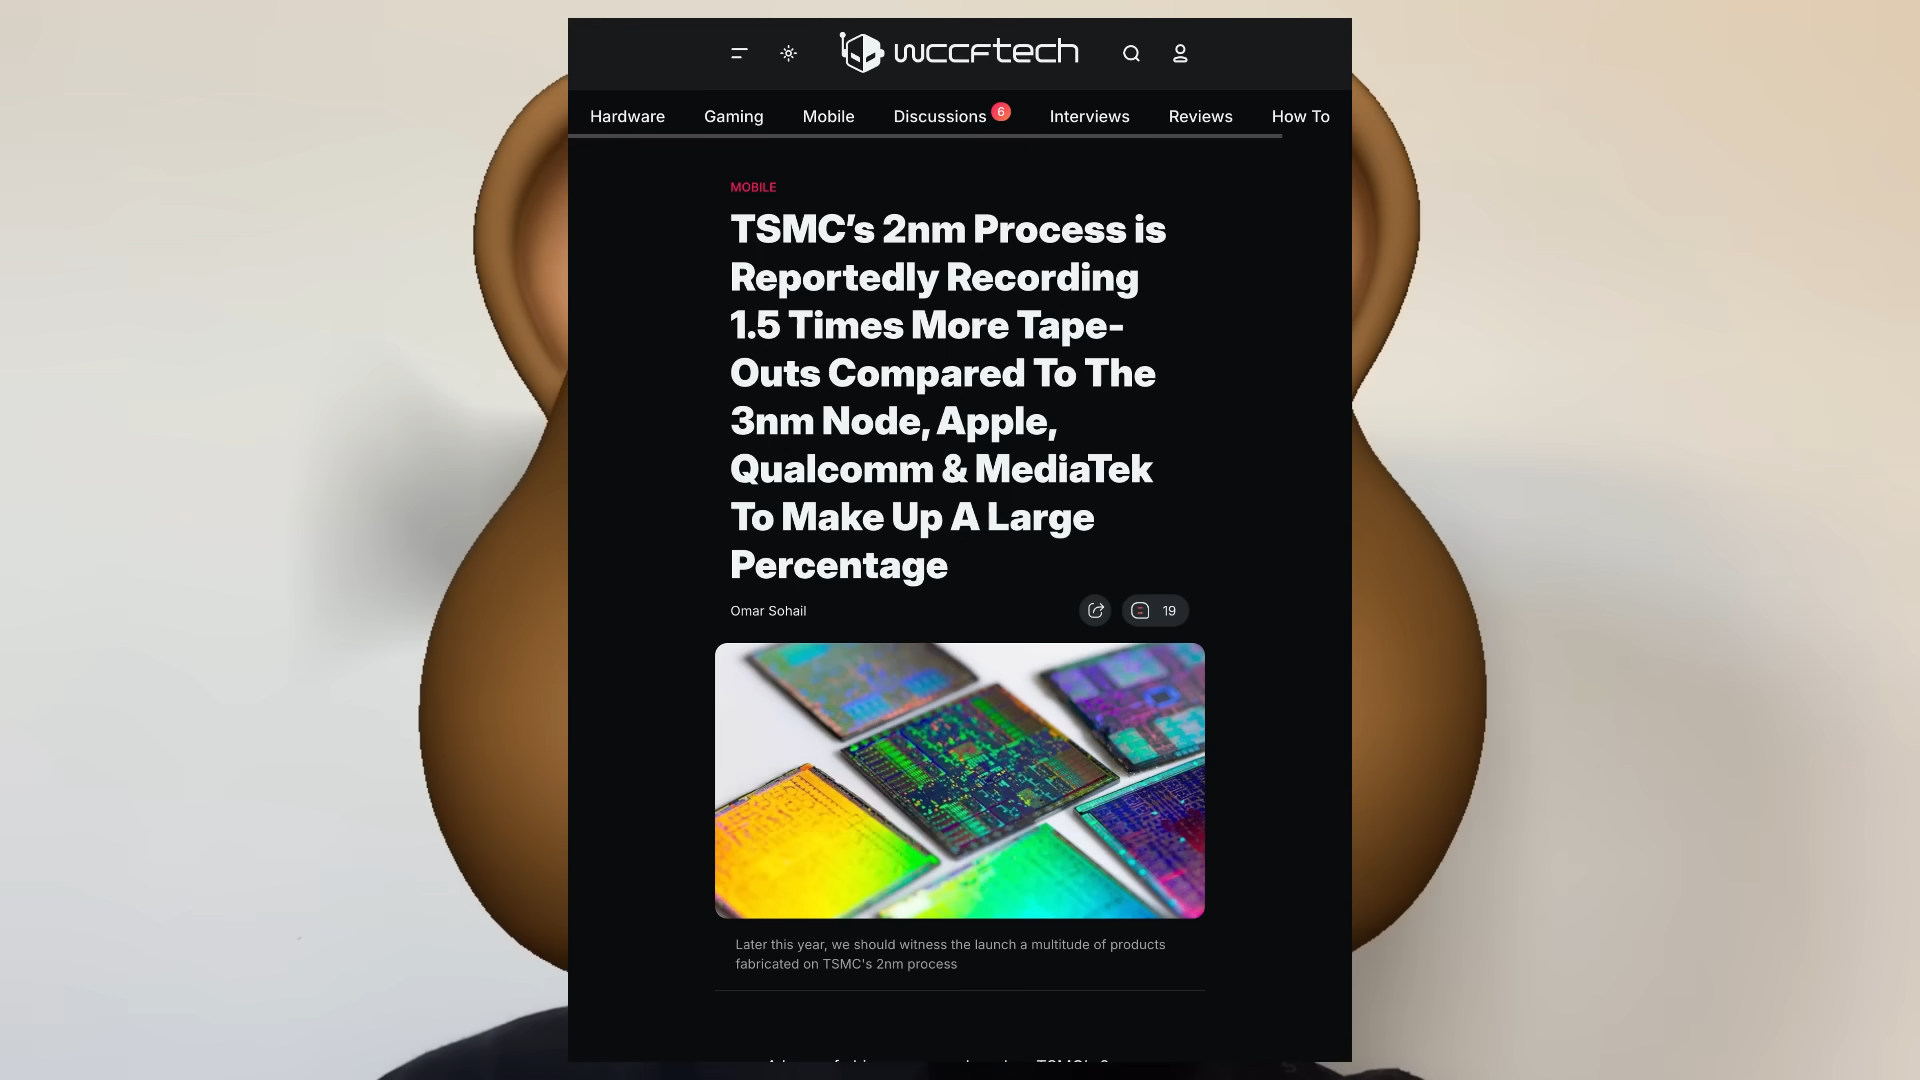 wccftech
Hardware
Gaming
Mobile
Discussions
6
Interviews
Reviews
How To
MOBILE
TSMC’s 2nm Process is
Reportedly Recording
1.5 Times More Tape-
Outs Compared To The
3nm Node, Apple,
Qualcomm & MediaTek
To Make Up A Large
Percentage
Omar Sohail
19
Later this year, we should witness the launch a multitude of products
fabricated on TSMC's 2nm process